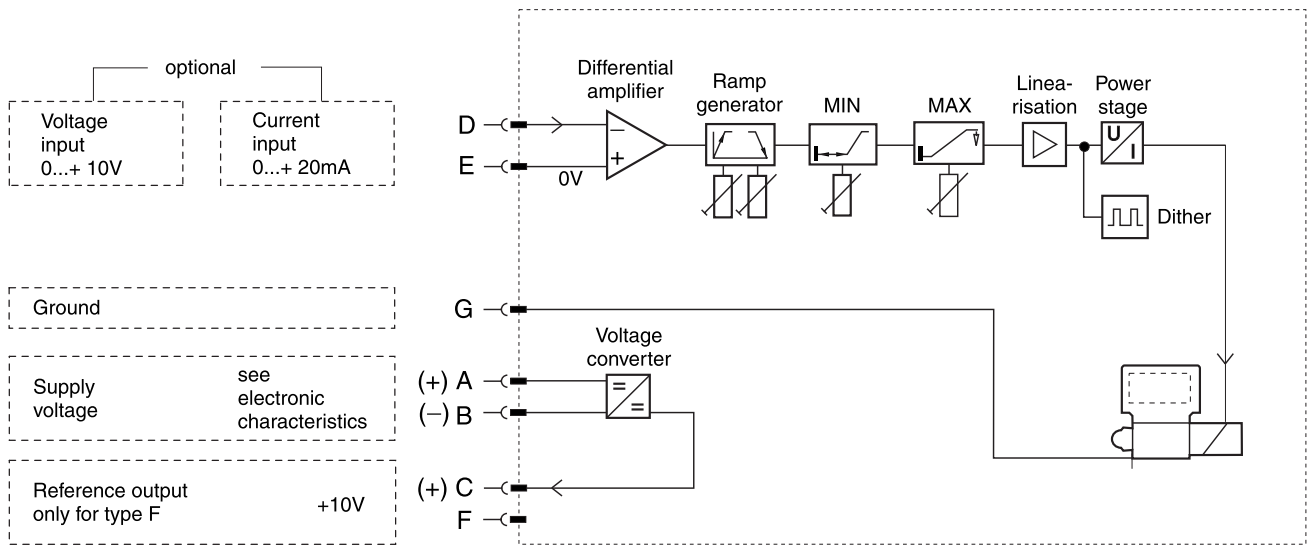 optional
Voltage
input
0...+ 10V
Current
input
0...+ 20mA
D
E
0V
Differential
amplifier
–
+
Ramp
generator
MIN
MAX
Linea-
risation
Power
stage
U
I
Dither
Ground
G
Voltage
converter
=
=
Supply
voltage
see
electronic
characteristics
(+) A
(–) B
Reference output
only for type F
+10V
(+) C
F